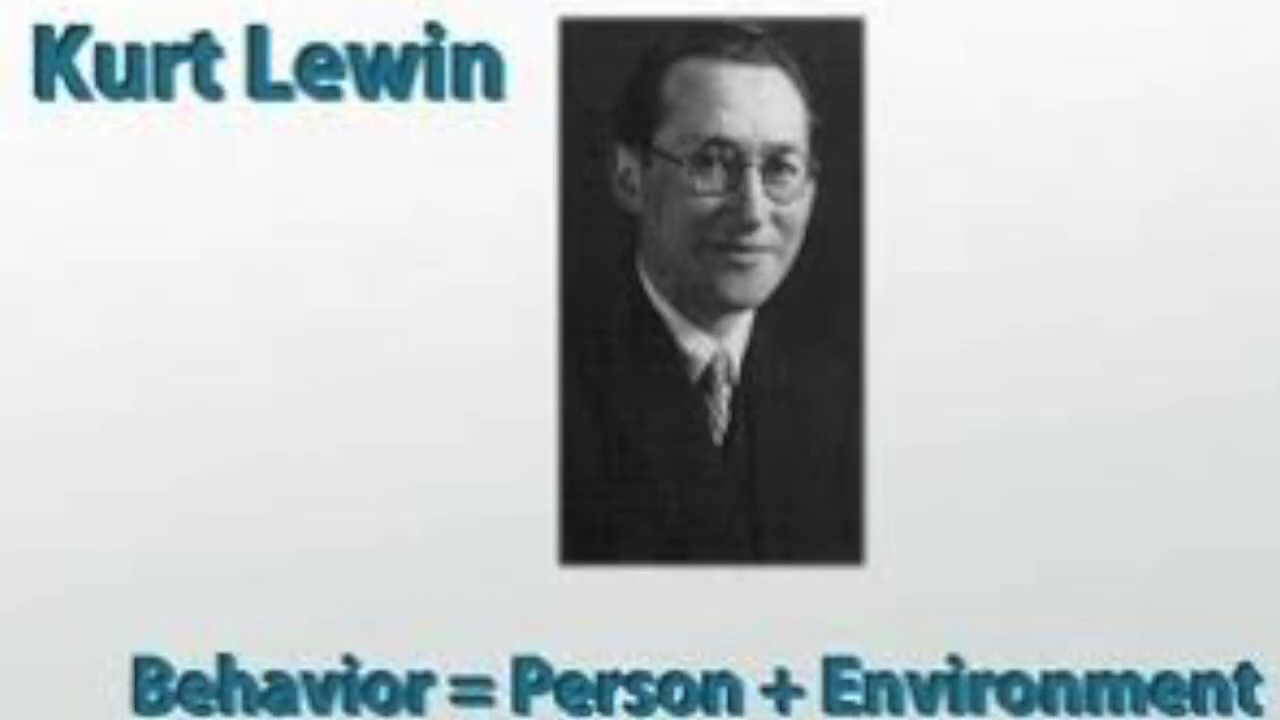 Kurt Lewin
Behavior = Person + Environment